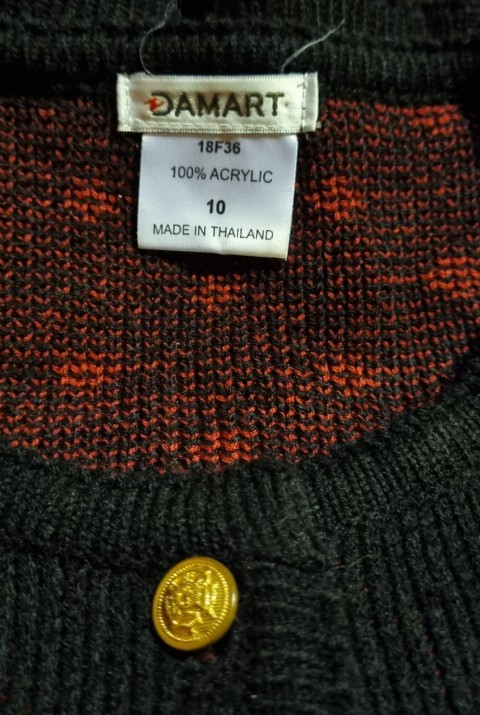 DAMART
18F36
100% ACRYLIC
10
MADE IN THAILAND